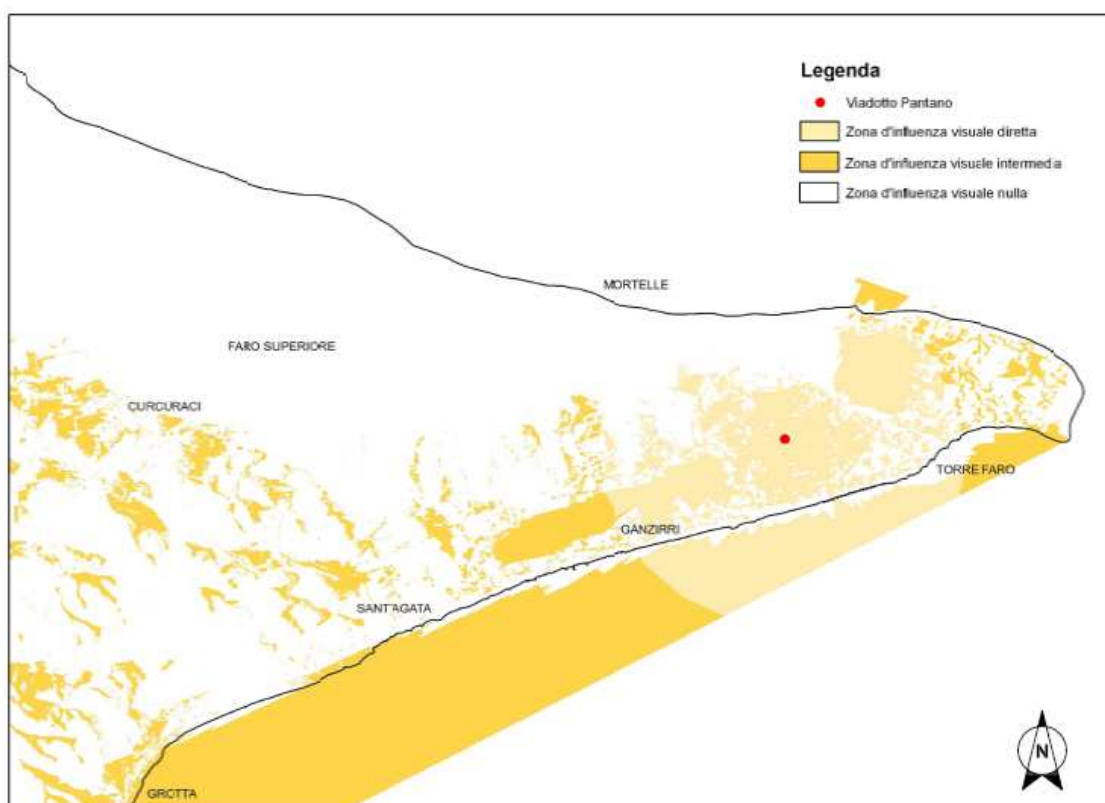 Legenda
Viadotto Pantano
Zona d'influenza visuale diretta
Zona d'influenza visuale intermedia
Zona d'influenza visuale nulla
MORTELLE
FARO SUPERIORE
CURCURACI
TORRE FARO
GANZIRRI
SANT'AGATA
N
GROTTA